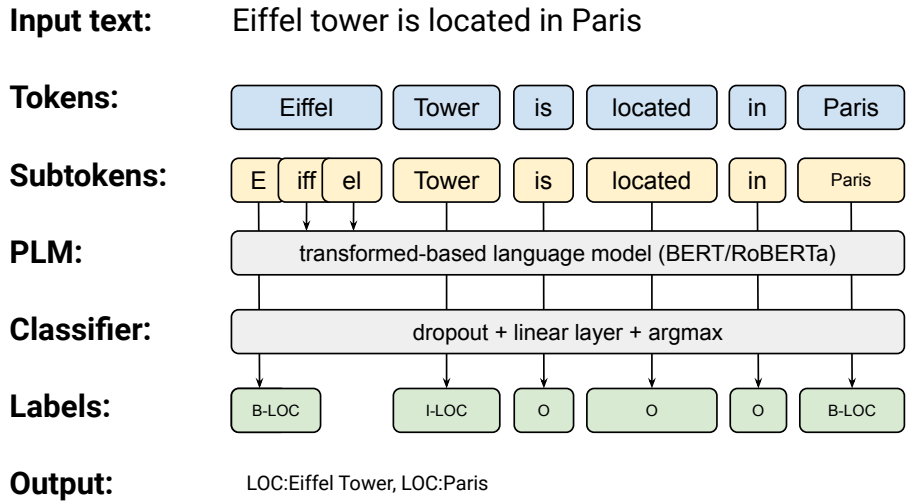 Input text: Eiffel tower is located in Paris
Tokens: Eiffel Tower is located in Paris
Subtokens: E iff el Tower is located in Paris
PLM: transformed-based language model (BERT/RoBERTa)
Classifier: dropout + linear layer + argmax
Labels: B-LOC I-LOC O O O B-LOC
Output: LOC:Eiffel Tower, LOC:Paris